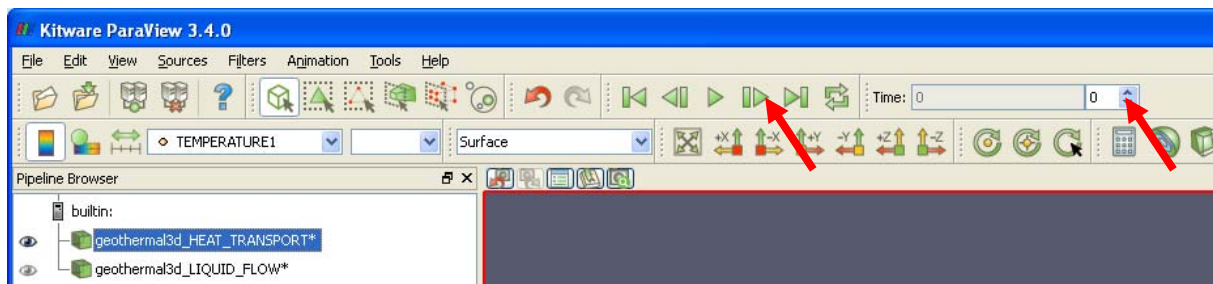 Kitware ParaView 3.4.0
File Edit View Sources Filters Animation Tools Help
Time: 0 0
TEMPERATURE1 Surface
+X -X +Y -Y +Z -Z
Pipeline Browser
builtin:
geothermal3d_HEAT_TRANSPORT*
geothermal3d_LIQUID_FLOW*